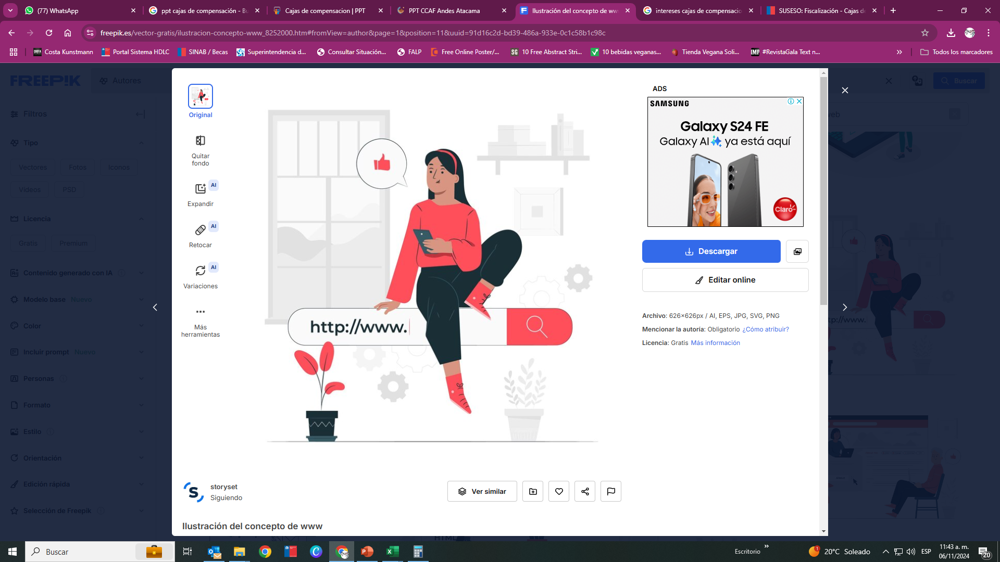 (77) WhatsApp
ppt cajas de compensación - Bu
Cajas de compensacion | PPT
PPT CCAF Andes Atacama
Ilustración del concepto de ww
intereses cajas de compensacio
SUSESO: Fiscalización - Cajas de
freepik.es/vector-gratis/ilustracion-concepto-www_8252000.htm#fromView=author&page=1&position=11&uuid=91d16c2d-bd39-486a-933e-0c1c58b1c98c
Costa Kunstmann
Portal Sistema HDLC
SINAB / Becas
Superintendencia d...
Consultar Situación...
FALP
Free Online Poster/...
SG 10 Free Abstract Stri...
10 bebidas veganas...
Tienda Vegana Soli...
IMP #RevistaGala Text n...
Todos los marcadores
FREEPIK
Autores
Buscar
Filtros
Tipo
Vectores
Fotos
Iconos
Vídeos
PSD
Licencia
Gratis
Premium
Contenido generado con IA
Modelo base Nuevo
Color
Incluir prompt Nuevo
Personas
Formato
Estilo
Orientación
Edición rápida
Selección de Freepik
Original
Quitar
fondo
AI
Expandir
AI
Retocar
AI
Variaciones
Más
herramientas
http://www.
ADS
SAMSUNG
Galaxy S24 FE
Galaxy AI ya está aquí
Claro
Descargar
Editar online
Archivo: 626×626px / AI, EPS, JPG, SVG, PNG
Mencionar la autoría: Obligatorio ¿Cómo atribuir?
Licencia: Gratis Más información
storyset
Siguiendo
Ver similar
Ilustración del concepto de www
HTML
Buscar
Escritorio
20°C Soleado
ESP
11:43 a. m.
06/11/2024
20